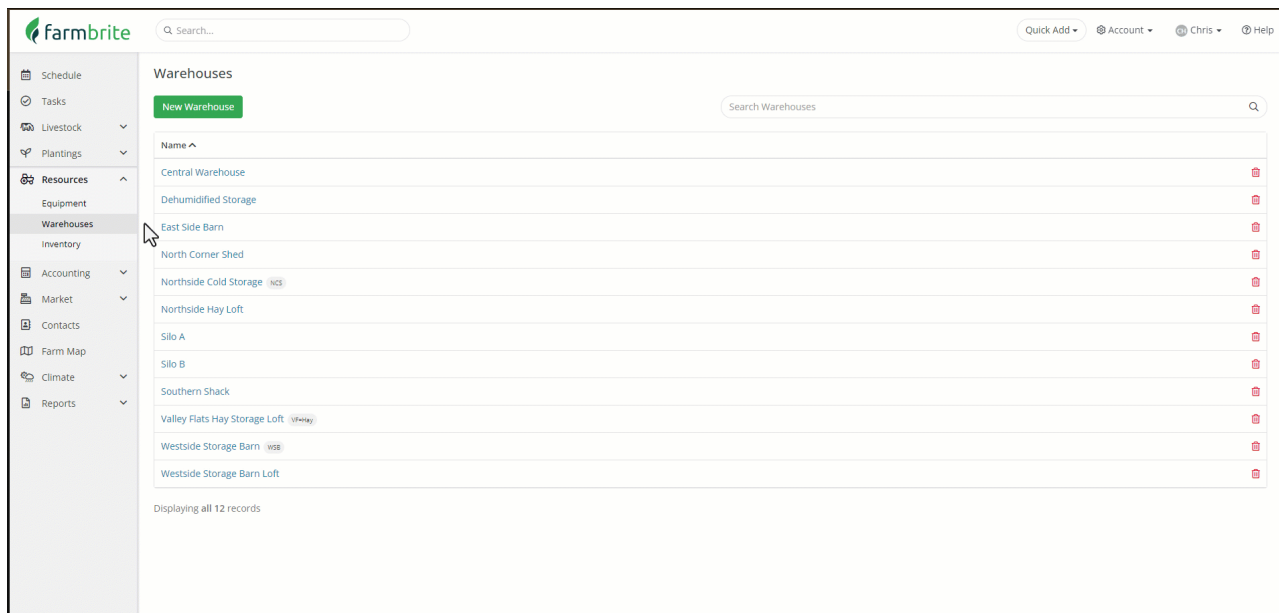 farmbrite
Search...
Quick Add
Account
CH Chris
Help
Schedule
Tasks
Livestock
Plantings
Resources
Equipment
Warehouses
Inventory
Accounting
Market
Contacts
Farm Map
Climate
Reports
Warehouses
New Warehouse
Search Warehouses
Name
Central Warehouse
Dehumidified Storage
East Side Barn
North Corner Shed
Northside Cold Storage NCS
Northside Hay Loft
Silo A
Silo B
Southern Shack
Valley Flats Hay Storage Loft VF=Hay
Westside Storage Barn WSB
Westside Storage Barn Loft
Displaying all 12 records